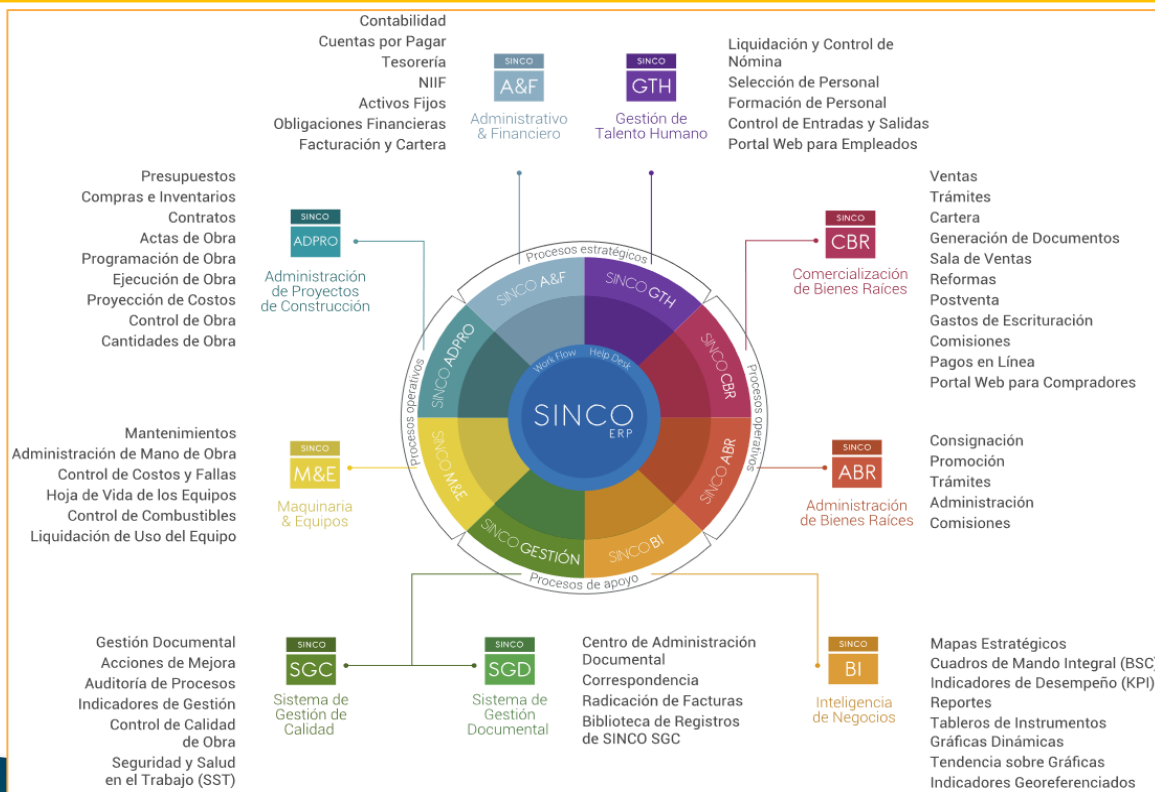 Contabilidad
Cuentas por Pagar
Tesorería
NIIF
Activos Fijos
Obligaciones Financieras
Facturación y Cartera
SINCO
A&F
Administrativo
& Financiero
SINCO
GTH
Gestión de
Talento Humano
Liquidación y Control de
Nómina
Selección de Personal
Formación de Personal
Control de Entradas y Salidas
Portal Web para Empleados
Presupuestos
Compras e Inventarios
Contratos
Actas de Obra
Programación de Obra
Ejecución de Obra
Proyección de Costos
Control de Obra
Cantidades de Obra
SINCO
ADPRO
Administración
de Proyectos
de Construcción
SINCO
CBR
Comercialización
de Bienes Raíces
Ventas
Trámites
Cartera
Generación de Documentos
Sala de Ventas
Reformas
Postventa
Gastos de Escrituración
Comisiones
Pagos en Línea
Portal Web para Compradores
Procesos estratégicos
SINCO A&F
SINCO GTH
SINCO ADPRO
SINCO CBR
Work Flow
Help Desk
SINCO
ERP
Procesos operativos
Procesos operativos
SINCO M&E
SINCO ABR
SINCO GESTIÓN
SINCO BI
Procesos de apoyo
Mantenimientos
Administración de Mano de Obra
Control de Costos y Fallas
Hoja de Vida de los Equipos
Control de Combustibles
Liquidación de Uso del Equipo
SINCO
M&E
Maquinaria
& Equipos
SINCO
ABR
Administración
de Bienes Raíces
Consignación
Promoción
Trámites
Administración
Comisiones
Gestión Documental
Acciones de Mejora
Auditoría de Procesos
Indicadores de Gestión
Control de Calidad
de Obra
Seguridad y Salud
en el Trabajo (SST)
SINCO
SGC
Sistema de
Gestión de
Calidad
SINCO
SGD
Sistema de
Gestión
Documental
Centro de Administración
Documental
Correspondencia
Radicación de Facturas
Biblioteca de Registros
de SINCO SGC
SINCO
BI
Inteligencia
de Negocios
Mapas Estratégicos
Cuadros de Mando Integral (BSC)
Indicadores de Desempeño (KPI)
Reportes
Tableros de Instrumentos
Gráficas Dinámicas
Tendencia sobre Gráficas
Indicadores Georeferenciados